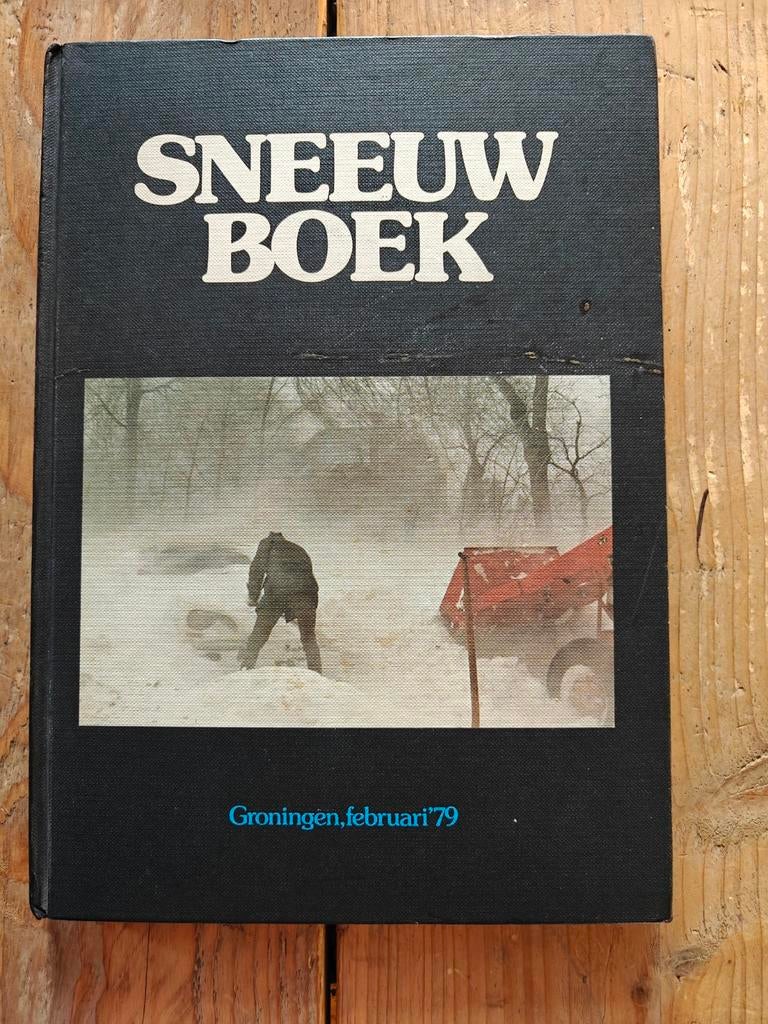 SNEEUW
BOEK
Groningen, februari '79